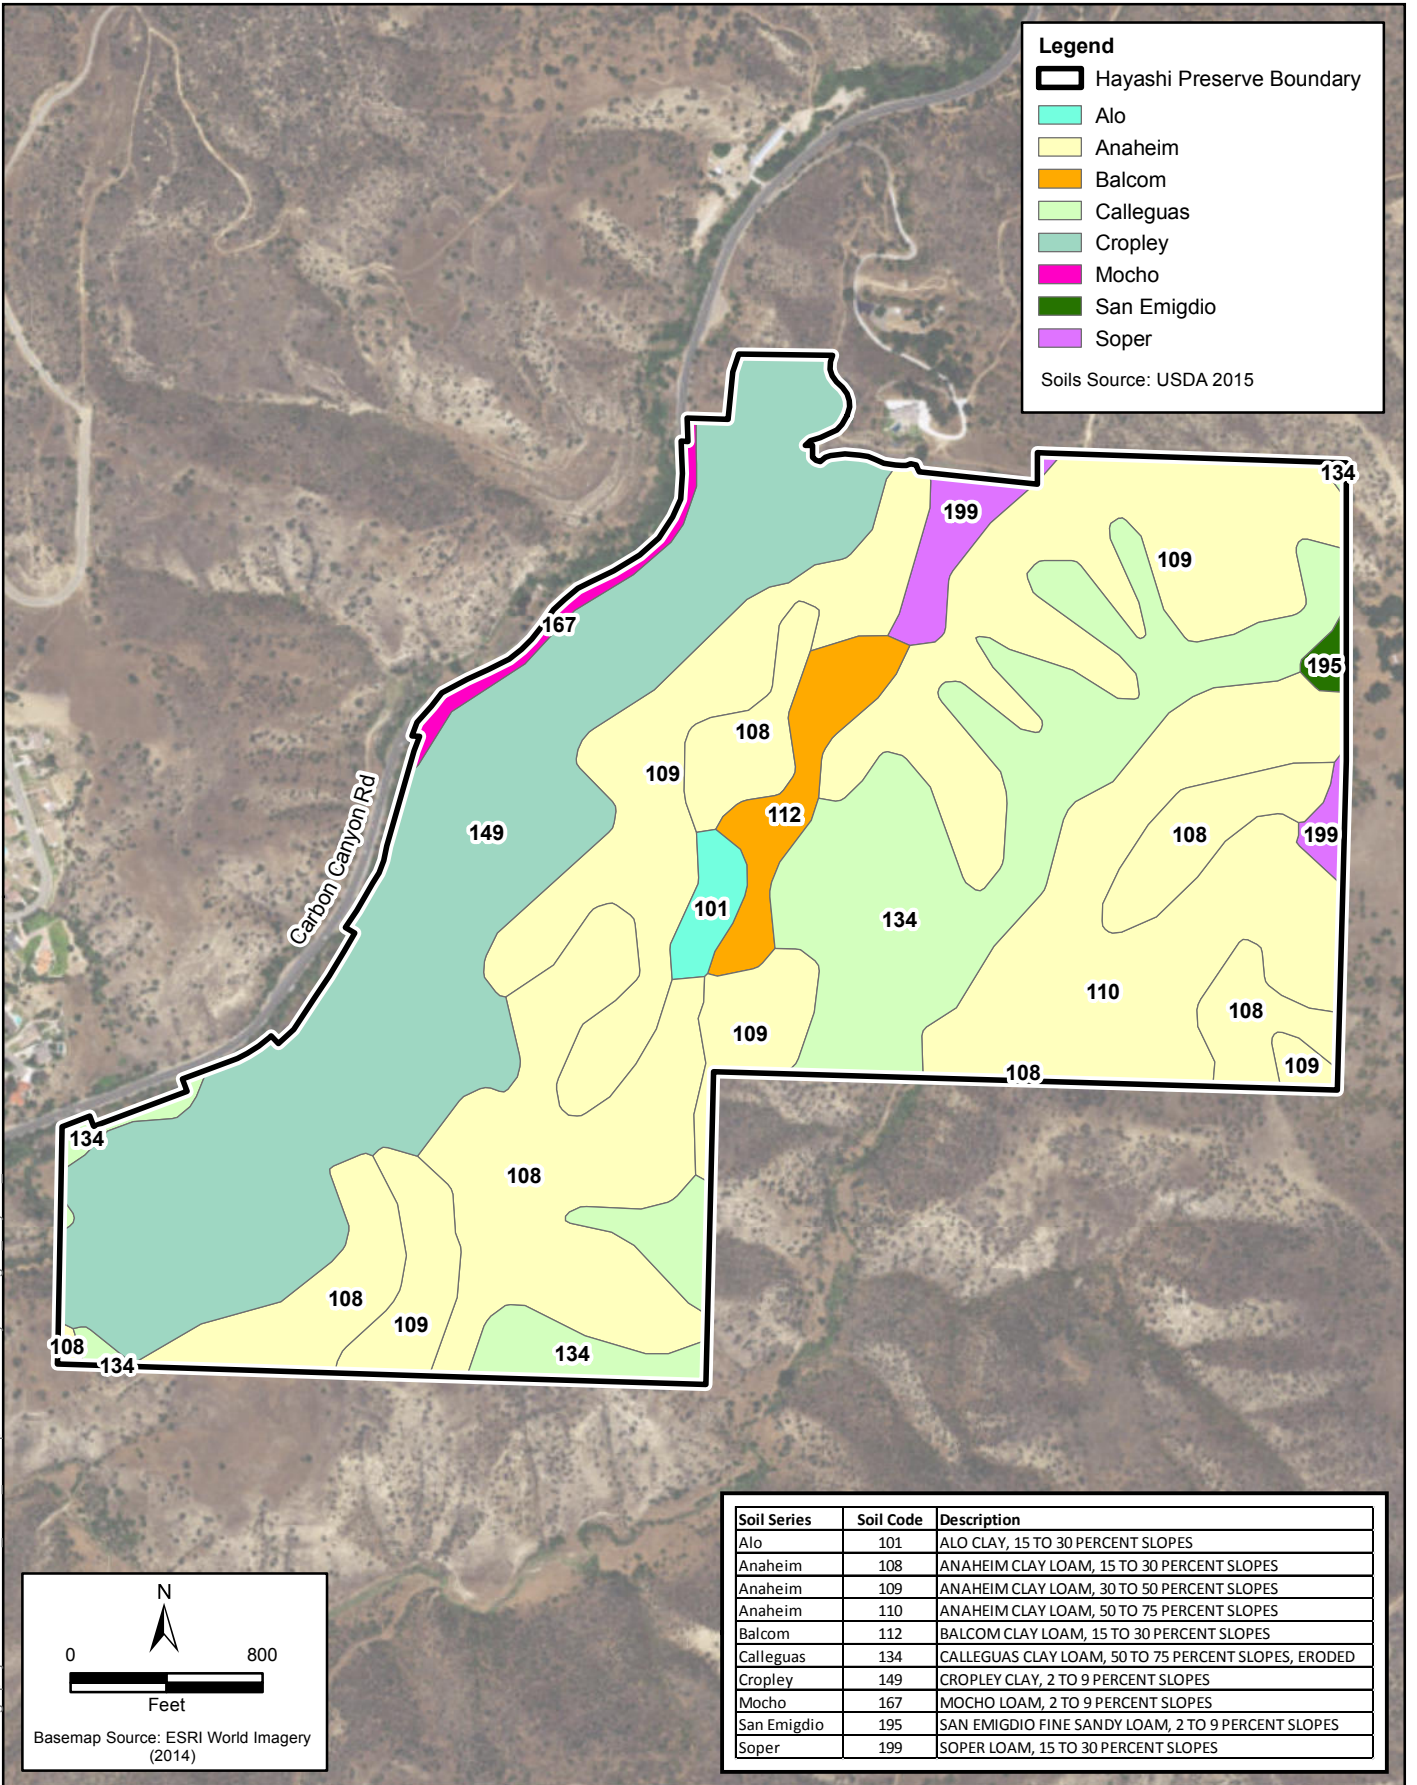 Legend
Hayashi Preserve Boundary
Alo
Anaheim
Balcom
Calleguas
Cropley
Mocho
San Emigdio
Soper
Soils Source: USDA 2015
134
199
109
167
195
108
109
112
149
108
199
101
134
Carbon Canyon Rd
110
108
109
109
108
134
108
108
109
108
134
134
Soil Series Soil Code Description
Alo 101 ALO CLAY, 15 TO 30 PERCENT SLOPES
Anaheim 108 ANAHEIM CLAY LOAM, 15 TO 30 PERCENT SLOPES
Anaheim 109 ANAHEIM CLAY LOAM, 30 TO 50 PERCENT SLOPES
Anaheim 110 ANAHEIM CLAY LOAM, 50 TO 75 PERCENT SLOPES
Balcom 112 BALCOM CLAY LOAM, 15 TO 30 PERCENT SLOPES
Calleguas 134 CALLEGUAS CLAY LOAM, 50 TO 75 PERCENT SLOPES, ERODED
Cropley 149 CROPLEY CLAY, 2 TO 9 PERCENT SLOPES
Mocho 167 MOCHO LOAM, 2 TO 9 PERCENT SLOPES
San Emigdio 195 SAN EMIGDIO FINE SANDY LOAM, 2 TO 9 PERCENT SLOPES
Soper 199 SOPER LOAM, 15 TO 30 PERCENT SLOPES
N
0 800
Feet
Basemap Source: ESRI World Imagery
(2014)